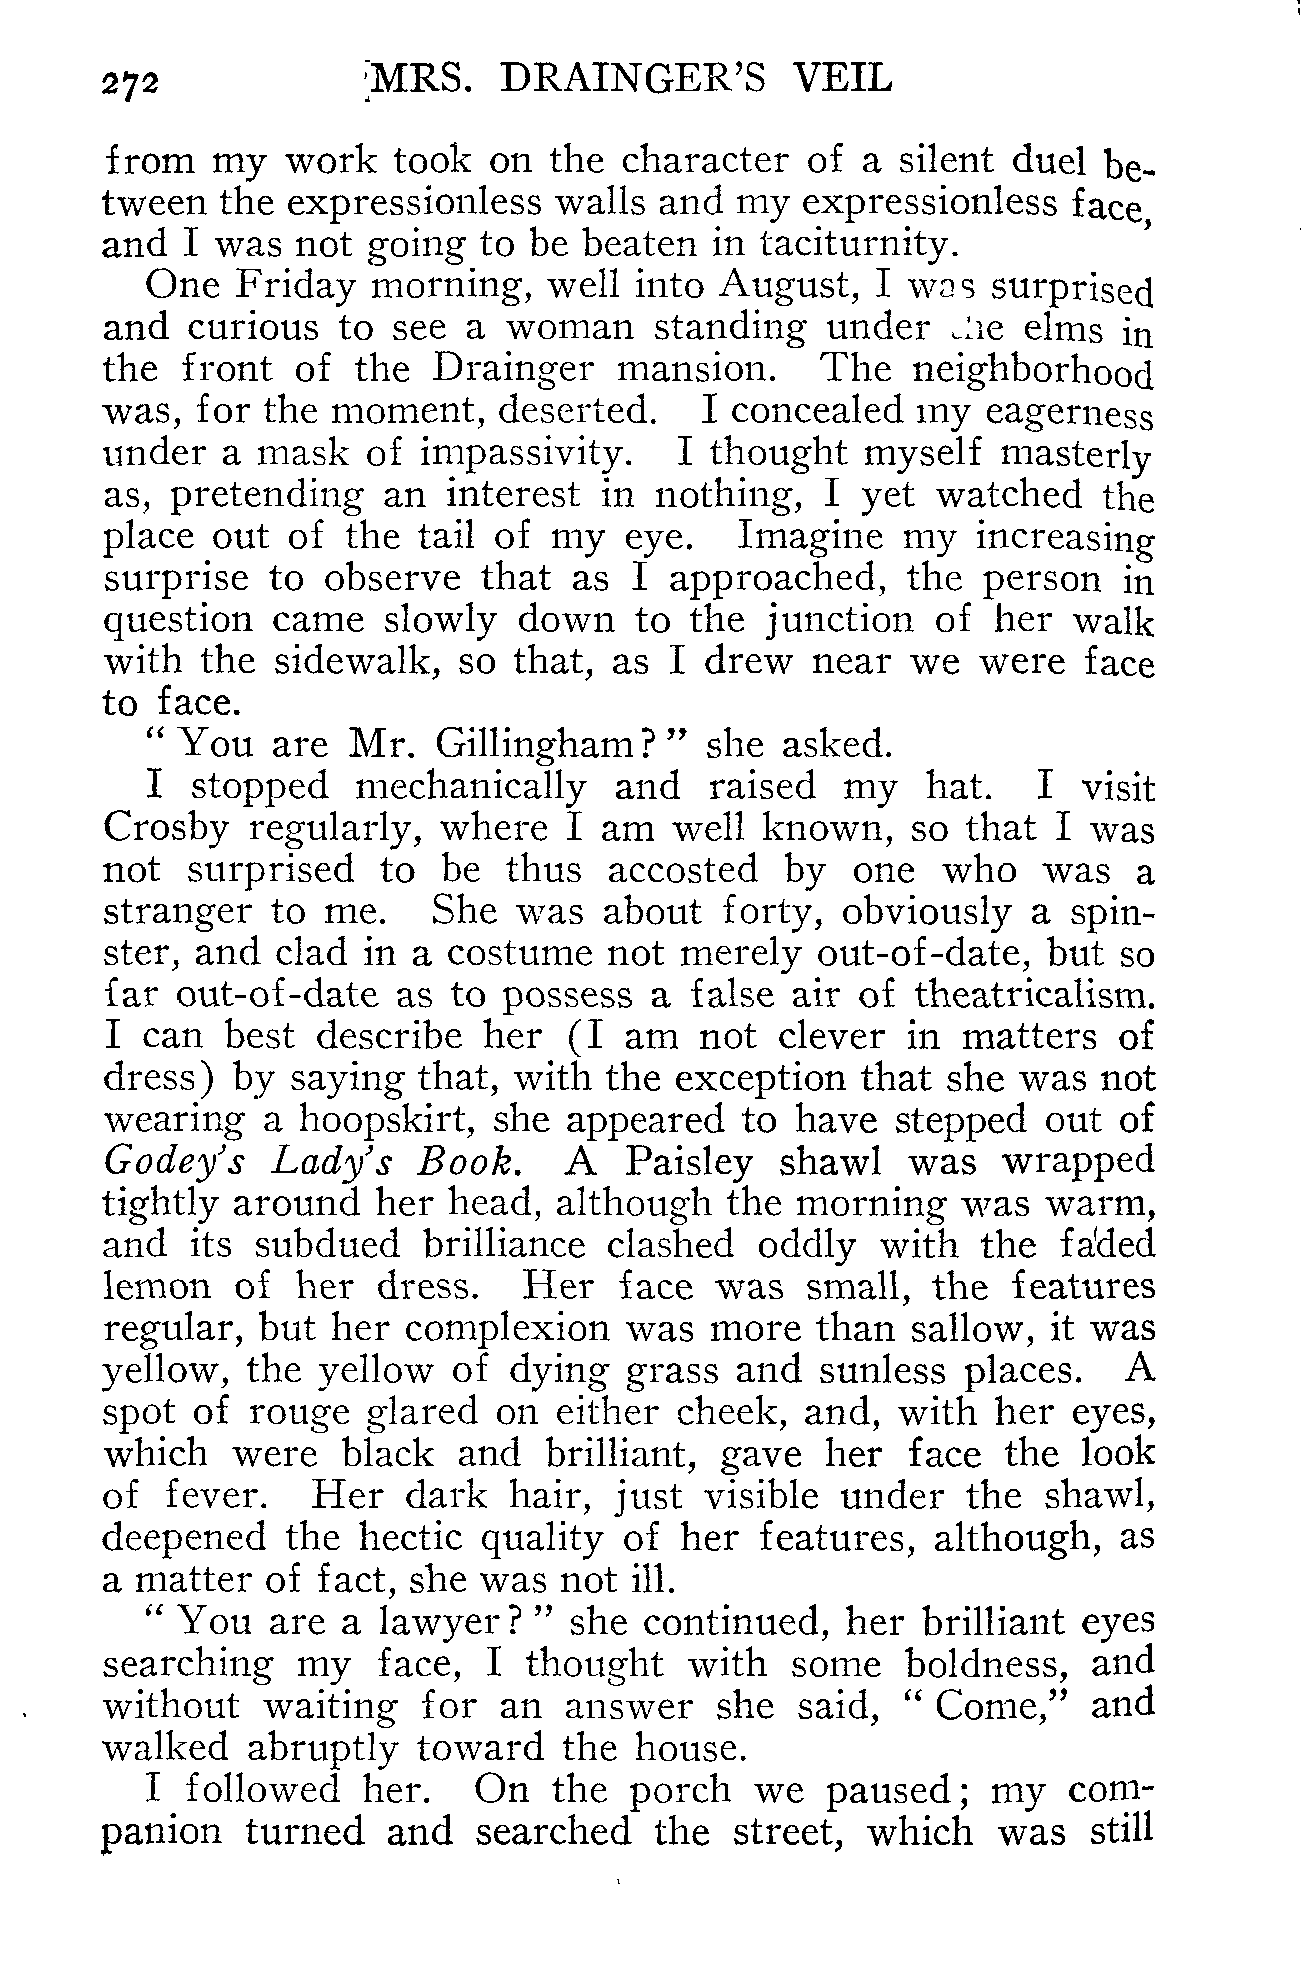 272 MRS. DRAINGER'S VEIL
from my work took on the character of a silent duel be-
tween the expressionless walls and my expressionless face,
and I was not going to be beaten in taciturnity.
One Friday morning, well into August, I was surprised
and curious to see a woman standing under the elms in
the front of the Drainger mansion. The neighborhood
was, for the moment, deserted. I concealed my eagerness
under a mask of impassivity. I thought myself masterly
as, pretending an interest in nothing, I yet watched the
place out of the tail of my eye. Imagine my increasing
surprise to observe that as I approached, the person in
question came slowly down to the junction of her walk
with the sidewalk, so that, as I drew near we were face
to face.
" You are Mr. Gillingham? " she asked.
I stopped mechanically and raised my hat. I visit
Crosby regularly, where I am well known, so that I was
not surprised to be thus accosted by one who was a
stranger to me. She was about forty, obviously a spin-
ster, and clad in a costume not merely out-of-date, but so
far out-of-date as to possess a false air of theatricalism.
I can best describe her (I am not clever in matters of
dress) by saying that, with the exception that she was not
wearing a hoopskirt, she appeared to have stepped out of
Godey's Lady's Book. A Paisley shawl was wrapped
tightly around her head, although the morning was warm,
and its subdued brilliance clashed oddly with the faded
lemon of her dress. Her face was small, the features
regular, but her complexion was more than sallow, it was
yellow, the yellow of dying grass and sunless places. A
spot of rouge glared on either cheek, and, with her eyes,
which were black and brilliant, gave her face the look
of fever. Her dark hair, just visible under the shawl,
deepened the hectic quality of her features, although, as
a matter of fact, she was not ill.
" You are a lawyer? " she continued, her brilliant eyes
searching my face, I thought with some boldness, and
without waiting for an answer she said, " Come," and
walked abruptly toward the house.
I followed her. On the porch we paused; my com-
panion turned and searched the street, which was still